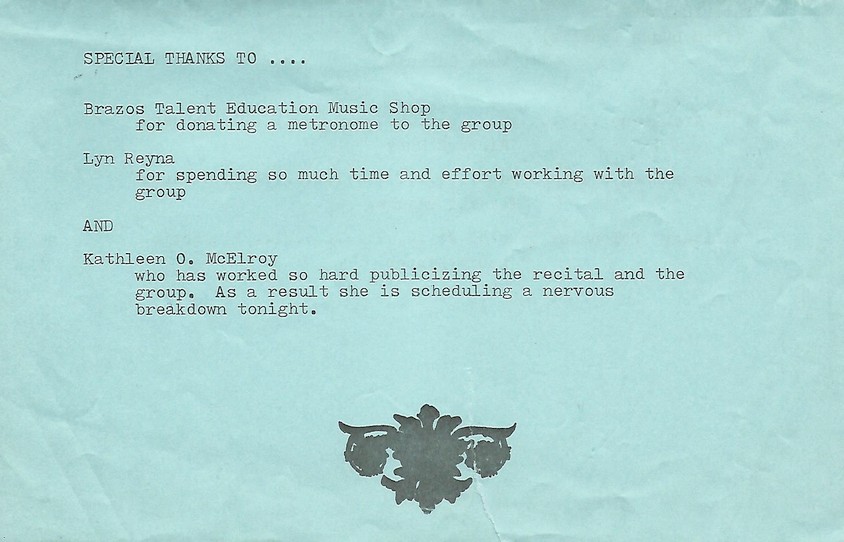 SPECIAL THANKS TO ....
Brazos Talent Education Music Shop
for donating a metronome to the group
Lyn Reyna
for spending so much time and effort working with the
group
AND
Kathleen O. McElroy
who has worked so hard publicizing the recital and the
group. As a result she is scheduling a nervous
breakdown tonight.